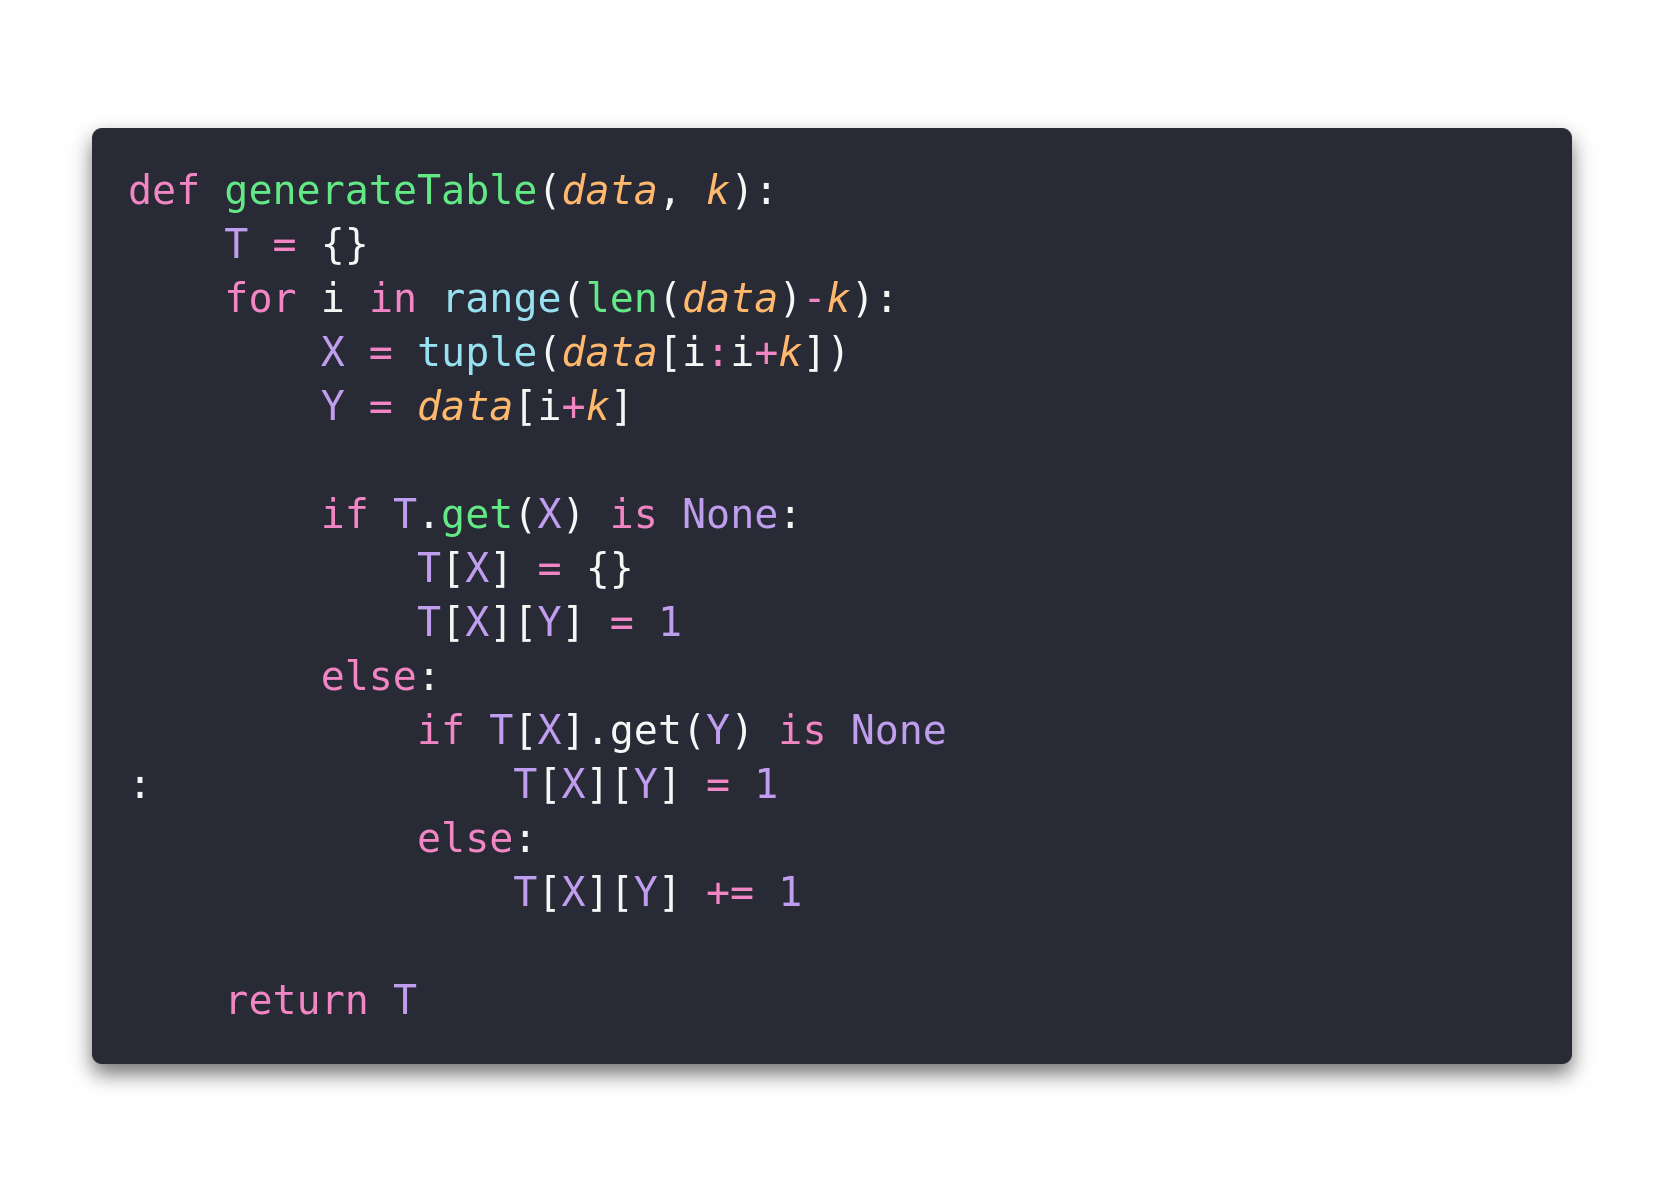 def generateTable(data, k):
    T = {}
    for i in range(len(data)-k):
        X = tuple(data[i:i+k])
        Y = data[i+k]

        if T.get(X) is None:
            T[X] = {}
            T[X][Y] = 1
        else:
            if T[X].get(Y) is None
:               T[X][Y] = 1
            else:
                T[X][Y] += 1

    return T